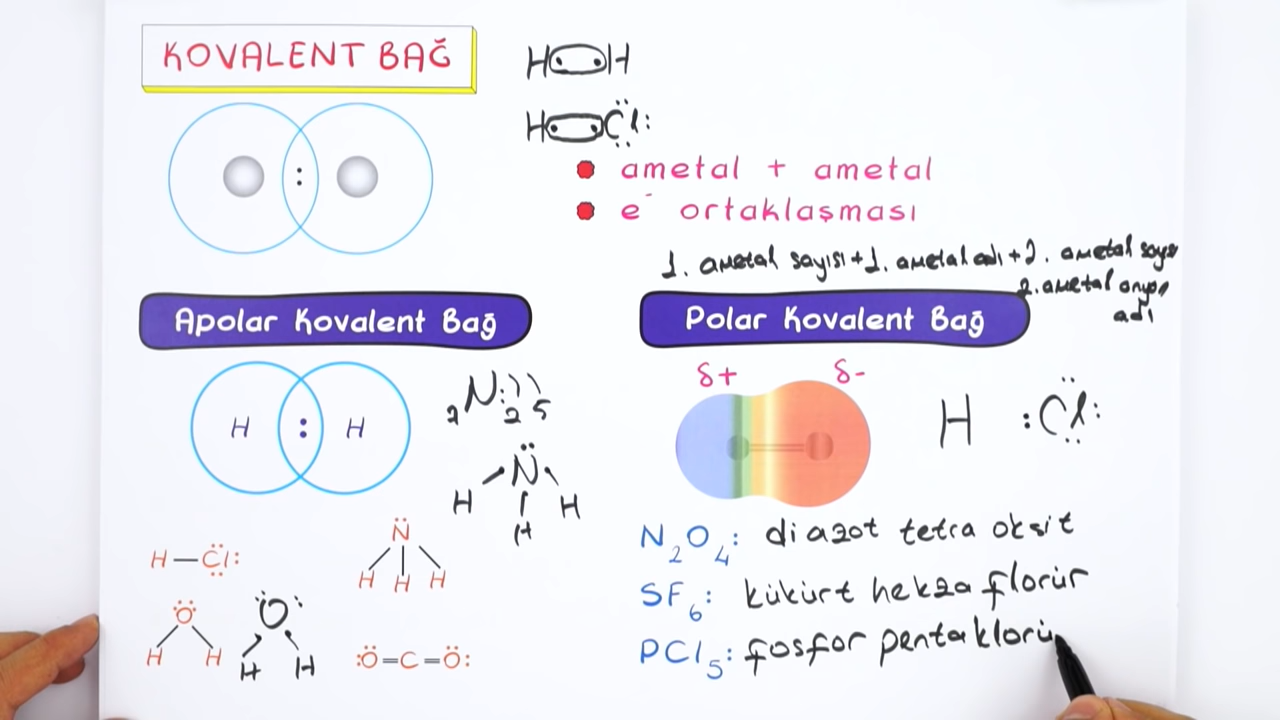 KOVALENT BAĞ
H H
H Cl:
:
ametal + ametal
e⁻ ortaklaşması
1. ametal sayısı + 1. ametal adı + 2. ametal sayısı
2. ametal anyon
adı
Apolar Kovalent Bağ
H : H
7N:))
2 5
N
H H
H
H — Cl:
N
H H H
O
H H
O
H H
:O=C=O:
Polar Kovalent Bağ
δ+ δ-
H :Cl:
N2O4: diazot tetra oksit
SF6: kükürt hekza florür
PCl5: fosfor pentaklorü